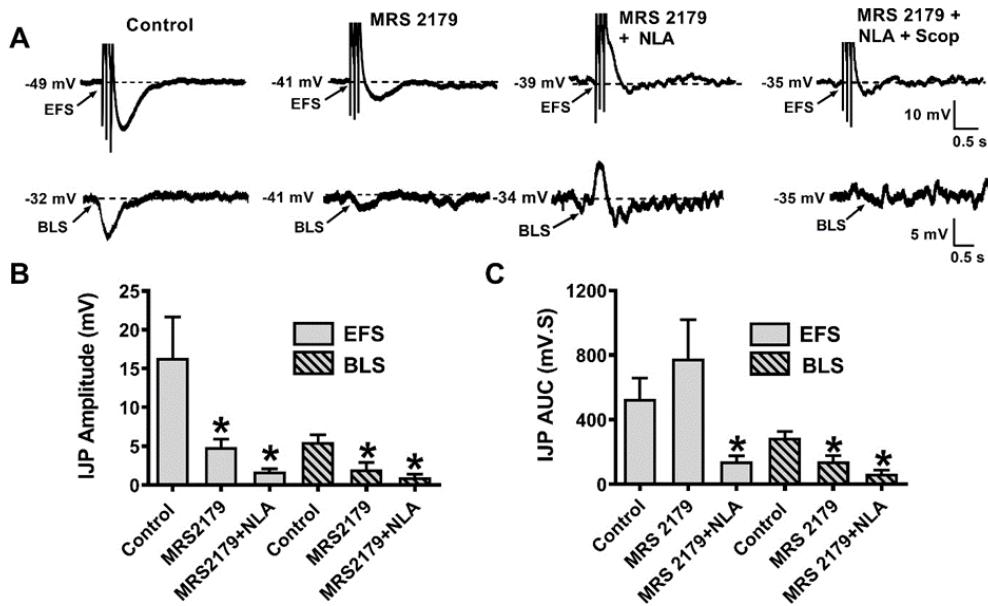 A
Control
MRS 2179
MRS 2179
+ NLA
MRS 2179 +
NLA + Scop
-49 mV
EFS
-41 mV
EFS
-39 mV
EFS
-35 mV
EFS
10 mV
0.5 s
-32 mV
BLS
-41 mV
BLS
-34 mV
BLS
-35 mV
BLS
5 mV
0.5 s
B
IJP Amplitude (mV)
25
20
15
10
5
0
EFS
BLS
*
*
*
*
Control
MRS2179
MRS2179+NLA
Control
MRS2179
MRS2179+NLA
C
IJP AUC (mV.S)
1200
800
400
0
EFS
BLS
*
*
*
Control
MRS 2179
MRS 2179+NLA
Control
MRS 2179
MRS 2179+NLA